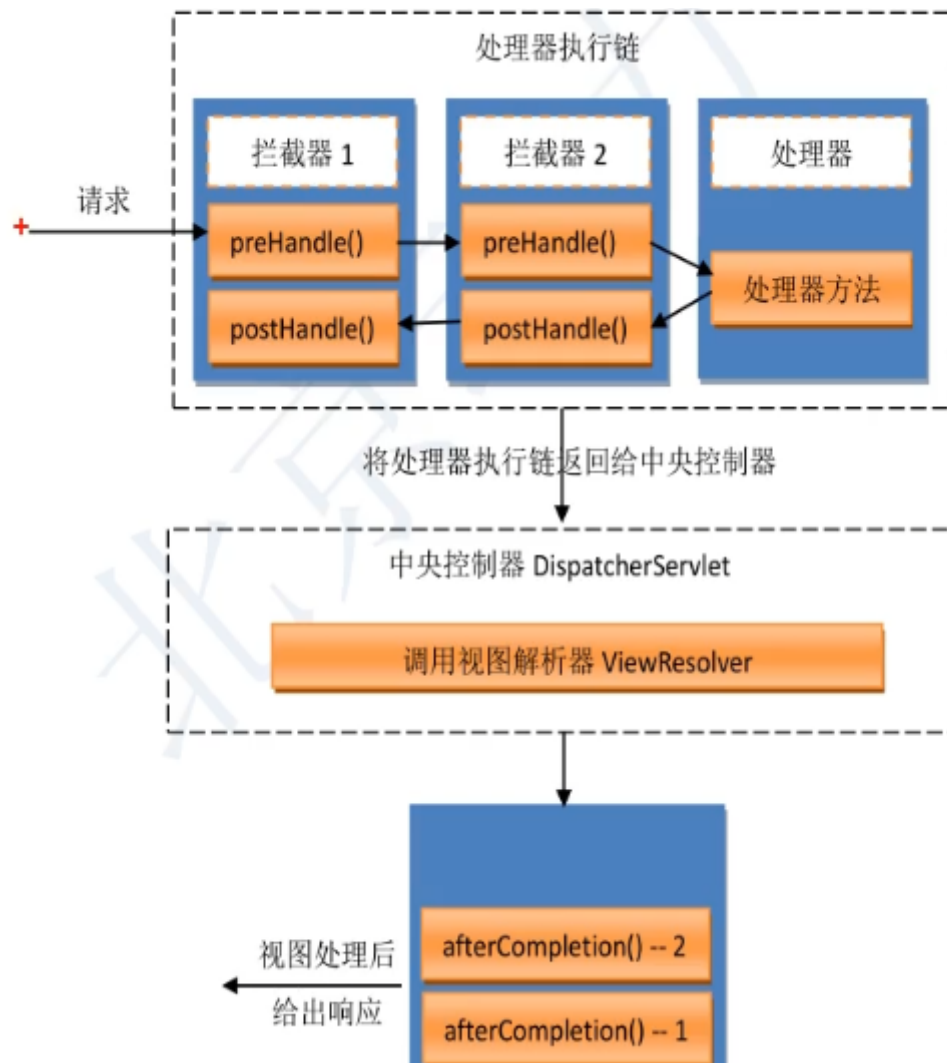 处理器执行链
拦截器 1
拦截器 2
处理器
请求
preHandle()
preHandle()
处理器方法
postHandle()
postHandle()
将处理器执行链返回给中央控制器
中央控制器 DispatcherServlet
调用视图解析器 ViewResolver
afterCompletion() -- 2
视图处理后
给出响应
afterCompletion() -- 1
北京